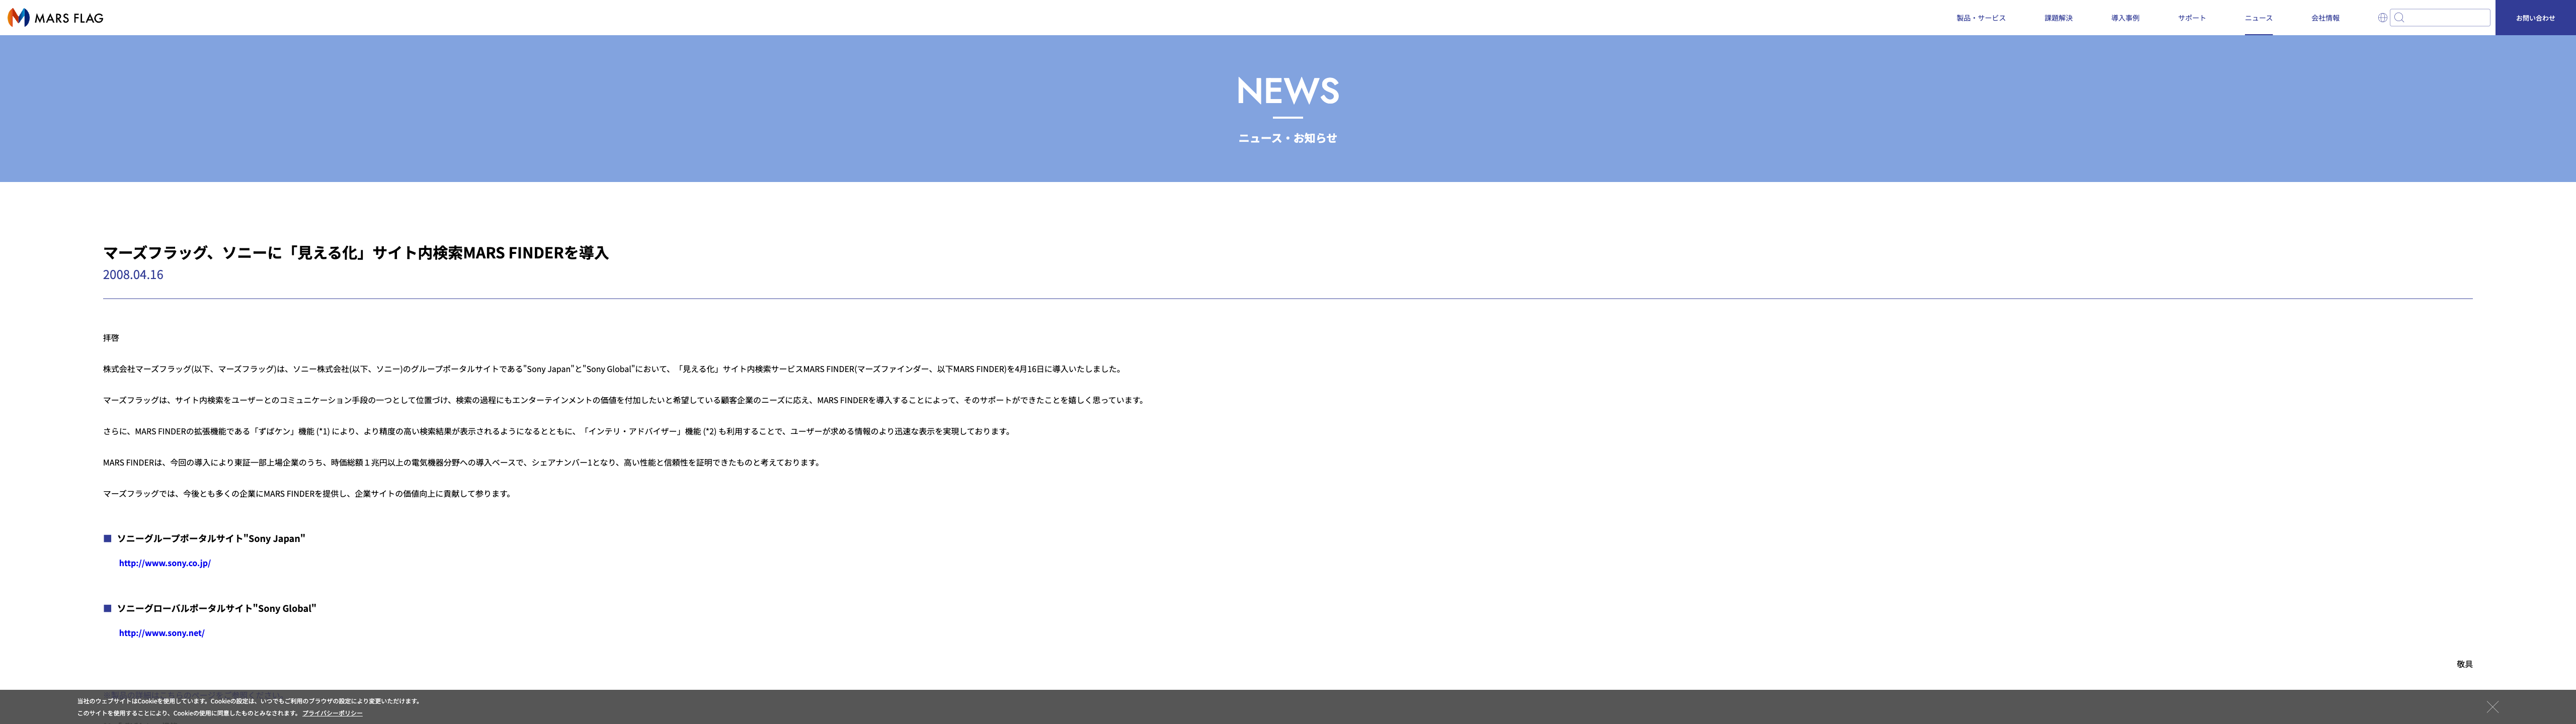 MARS FLAG
製品・サービス 課題解決 導入事例 サポート ニュース 会社情報 お問い合わせ
NEWS
ニュース・お知らせ
マーズフラッグ、ソニーに「見える化」サイト内検索MARS FINDERを導入
2008.04.16
拝啓
株式会社マーズフラッグ(以下、マーズフラッグ)は、ソニー株式会社(以下、ソニー)のグループポータルサイトである"Sony Japan"と"Sony Global"において、「見える化」サイト内検索サービスMARS FINDER(マーズファインダー、以下MARS FINDER)を4月16日に導入いたしました。
マーズフラッグは、サイト内検索をユーザーとのコミュニケーション手段の一つとして位置づけ、検索の過程にもエンターテインメントの価値を付加したいと希望している顧客企業のニーズに応え、MARS FINDERを導入することによって、そのサポートができたことを嬉しく思っています。
さらに、MARS FINDERの拡張機能である「ずばケン」機能 (*1) により、より精度の高い検索結果が表示されるようになるとともに、「インテリ・アドバイザー」機能 (*2) も利用することで、ユーザーが求める情報のより迅速な表示を実現しております。
MARS FINDERは、今回の導入により東証一部上場企業のうち、時価総額１兆円以上の電気機器分野への導入ベースで、シェアナンバー1となり、高い性能と信頼性を証明できたものと考えております。
マーズフラッグでは、今後とも多くの企業にMARS FINDERを提供し、企業サイトの価値向上に貢献して参ります。
■ ソニーグループポータルサイト"Sony Japan"
http://www.sony.co.jp/
■ ソニーグローバルポータルサイト"Sony Global"
http://www.sony.net/
敬具
当社のウェブサイトはCookieを使用しています。Cookieの設定は、いつでもご利用のブラウザの設定により変更いただけます。
このサイトを使用することにより、Cookieの使用に同意したものとみなされます。 プライバシーポリシー